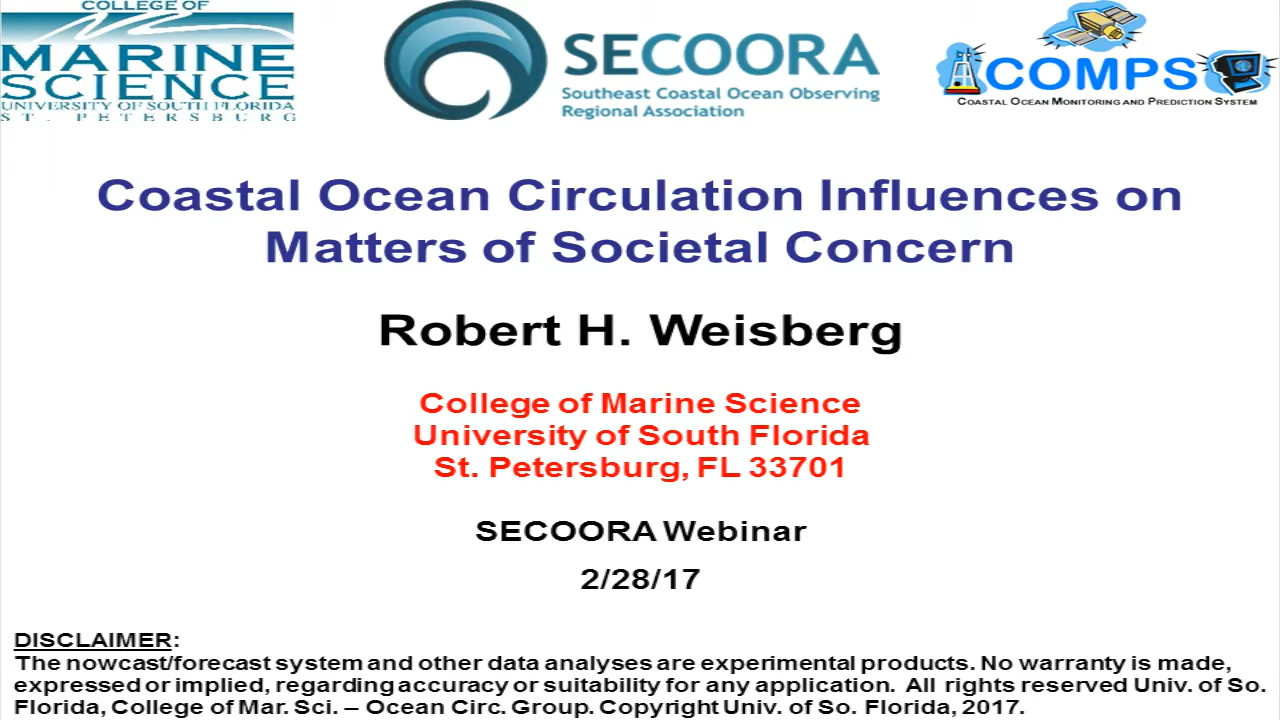 COLLEGE OF
MARINE
SCIENCE
UNIVERSITY OF SOUTH FLORIDA
ST. PETERSBURG
SECOORA
Southeast Coastal Ocean Observing
Regional Association
COMPS
COASTAL OCEAN MONITORING AND PREDICTION SYSTEM
Coastal Ocean Circulation Influences on
Matters of Societal Concern
Robert H. Weisberg
College of Marine Science
University of South Florida
St. Petersburg, FL 33701
SECOORA Webinar
2/28/17
DISCLAIMER:
The nowcast/forecast system and other data analyses are experimental products. No warranty is made,
expressed or implied, regarding accuracy or suitability for any application. All rights reserved Univ. of So.
Florida, College of Mar. Sci. – Ocean Circ. Group. Copyright Univ. of So. Florida, 2017.